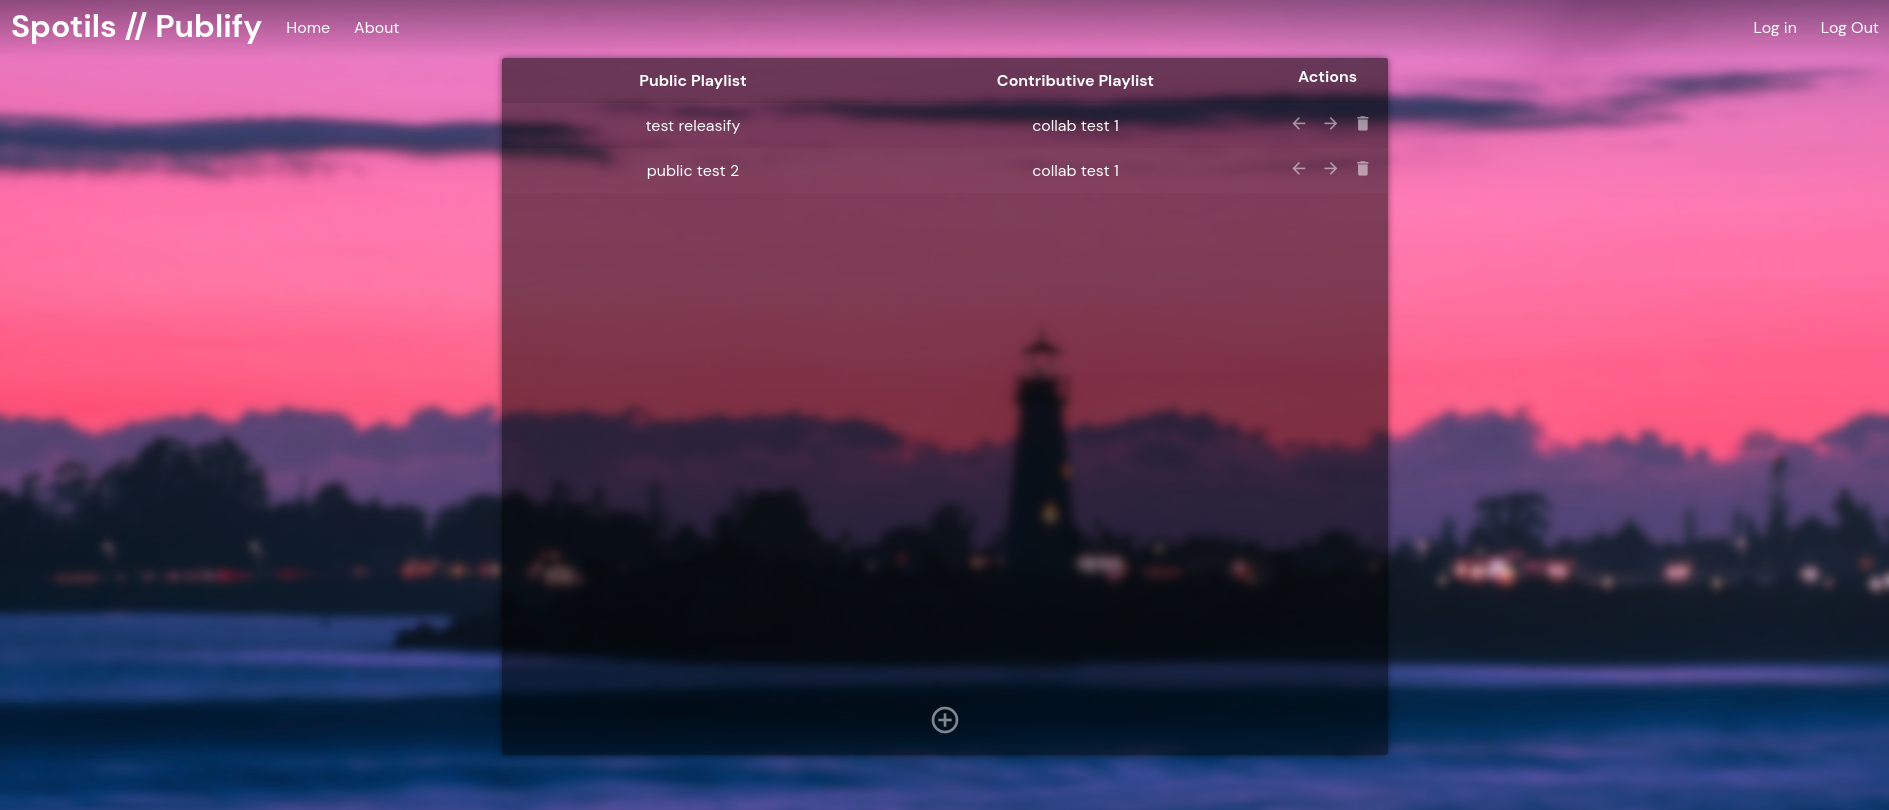 Spotils // Publify Home About Log in Log Out
Public Playlist Contributive Playlist Actions
test releasify collab test 1
public test 2 collab test 1